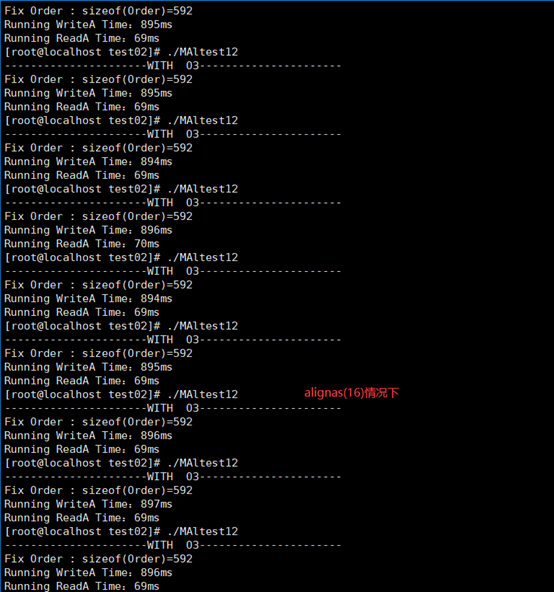 Fix Order : sizeof(Order)=592
Running WriteA Time：895ms
Running ReadA Time：69ms
[root@localhost test02]# ./MAltest12
----------------------WITH  O3----------------------
Fix Order : sizeof(Order)=592
Running WriteA Time：895ms
Running ReadA Time：69ms
[root@localhost test02]# ./MAltest12
----------------------WITH  O3----------------------
Fix Order : sizeof(Order)=592
Running WriteA Time：894ms
Running ReadA Time：69ms
[root@localhost test02]# ./MAltest12
----------------------WITH  O3----------------------
Fix Order : sizeof(Order)=592
Running WriteA Time：896ms
Running ReadA Time：70ms
[root@localhost test02]# ./MAltest12
----------------------WITH  O3----------------------
Fix Order : sizeof(Order)=592
Running WriteA Time：894ms
Running ReadA Time：69ms
[root@localhost test02]# ./MAltest12
----------------------WITH  O3----------------------
Fix Order : sizeof(Order)=592
Running WriteA Time：895ms
Running ReadA Time：69ms
[root@localhost test02]# ./MAltest12
alignas(16)情况下
----------------------WITH  O3----------------------
Fix Order : sizeof(Order)=592
Running WriteA Time：896ms
Running ReadA Time：69ms
[root@localhost test02]# ./MAltest12
----------------------WITH  O3----------------------
Fix Order : sizeof(Order)=592
Running WriteA Time：897ms
Running ReadA Time：69ms
[root@localhost test02]# ./MAltest12
----------------------WITH  O3----------------------
Fix Order : sizeof(Order)=592
Running WriteA Time：896ms
Running ReadA Time：69ms